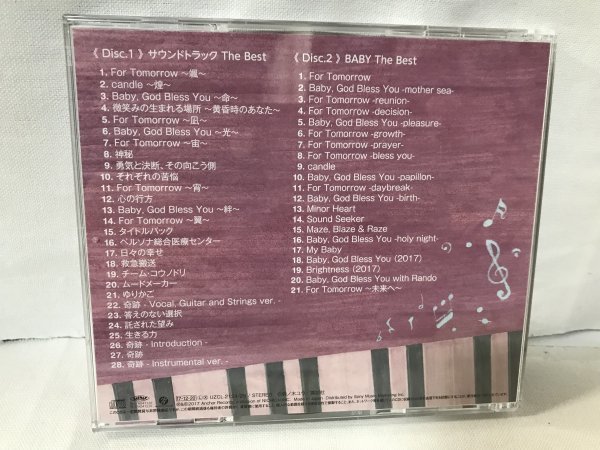 《 Disc.1 》 サウンドトラック The Best
1. For Tomorrow 〜颯〜
2. candle 〜煌〜
3. Baby, God Bless You 〜命〜
4. 微笑みの生まれる場所 〜黄昏時のあなた〜
5. For Tomorrow 〜凪〜
6. Baby, God Bless You 〜光〜
7. For Tomorrow 〜宙〜
8. 神秘
9. 勇気と決断、その向こう側
10. それぞれの苦悩
11. For Tomorrow 〜宵〜
12. 心の行方
13. Baby, God Bless You 〜絆〜
14. For Tomorrow 〜翼〜
15. タイトルバック
16. ペルソナ総合医療センター
17. 日々の幸せ
18. 救急搬送
19. チーム・コウノドリ
20. ムードメーカー
21. ゆりかご
22. 奇跡 - Vocal, Guitar and Strings ver. -
23. 答えのない選択
24. 託された望み
25. 生きる力
26. 奇跡 - Introduction -
27. 奇跡
28. 奇跡 - Instrumental ver. -
《 Disc.2 》 BABY The Best
1. For Tomorrow
2. Baby, God Bless You -mother sea-
3. For Tomorrow -reunion-
4. For Tomorrow -decision-
5. Baby, God Bless You -pleasure-
6. For Tomorrow -growth-
7. For Tomorrow -prayer-
8. For Tomorrow -bless you-
9. candle
10. Baby, God Bless You -papillon-
11. For Tomorrow -daybreak-
12. Baby, God Bless You -birth-
13. Minor Heart
14. Sound Seeker
15. Maze, Blaze & Raze
16. Baby, God Bless You -holy night-
17. My Baby
18. Baby, God Bless You (2017)
19. Brightness (2017)
20. Baby, God Bless You with Rando
21. For Tomorrow 〜未来へ〜